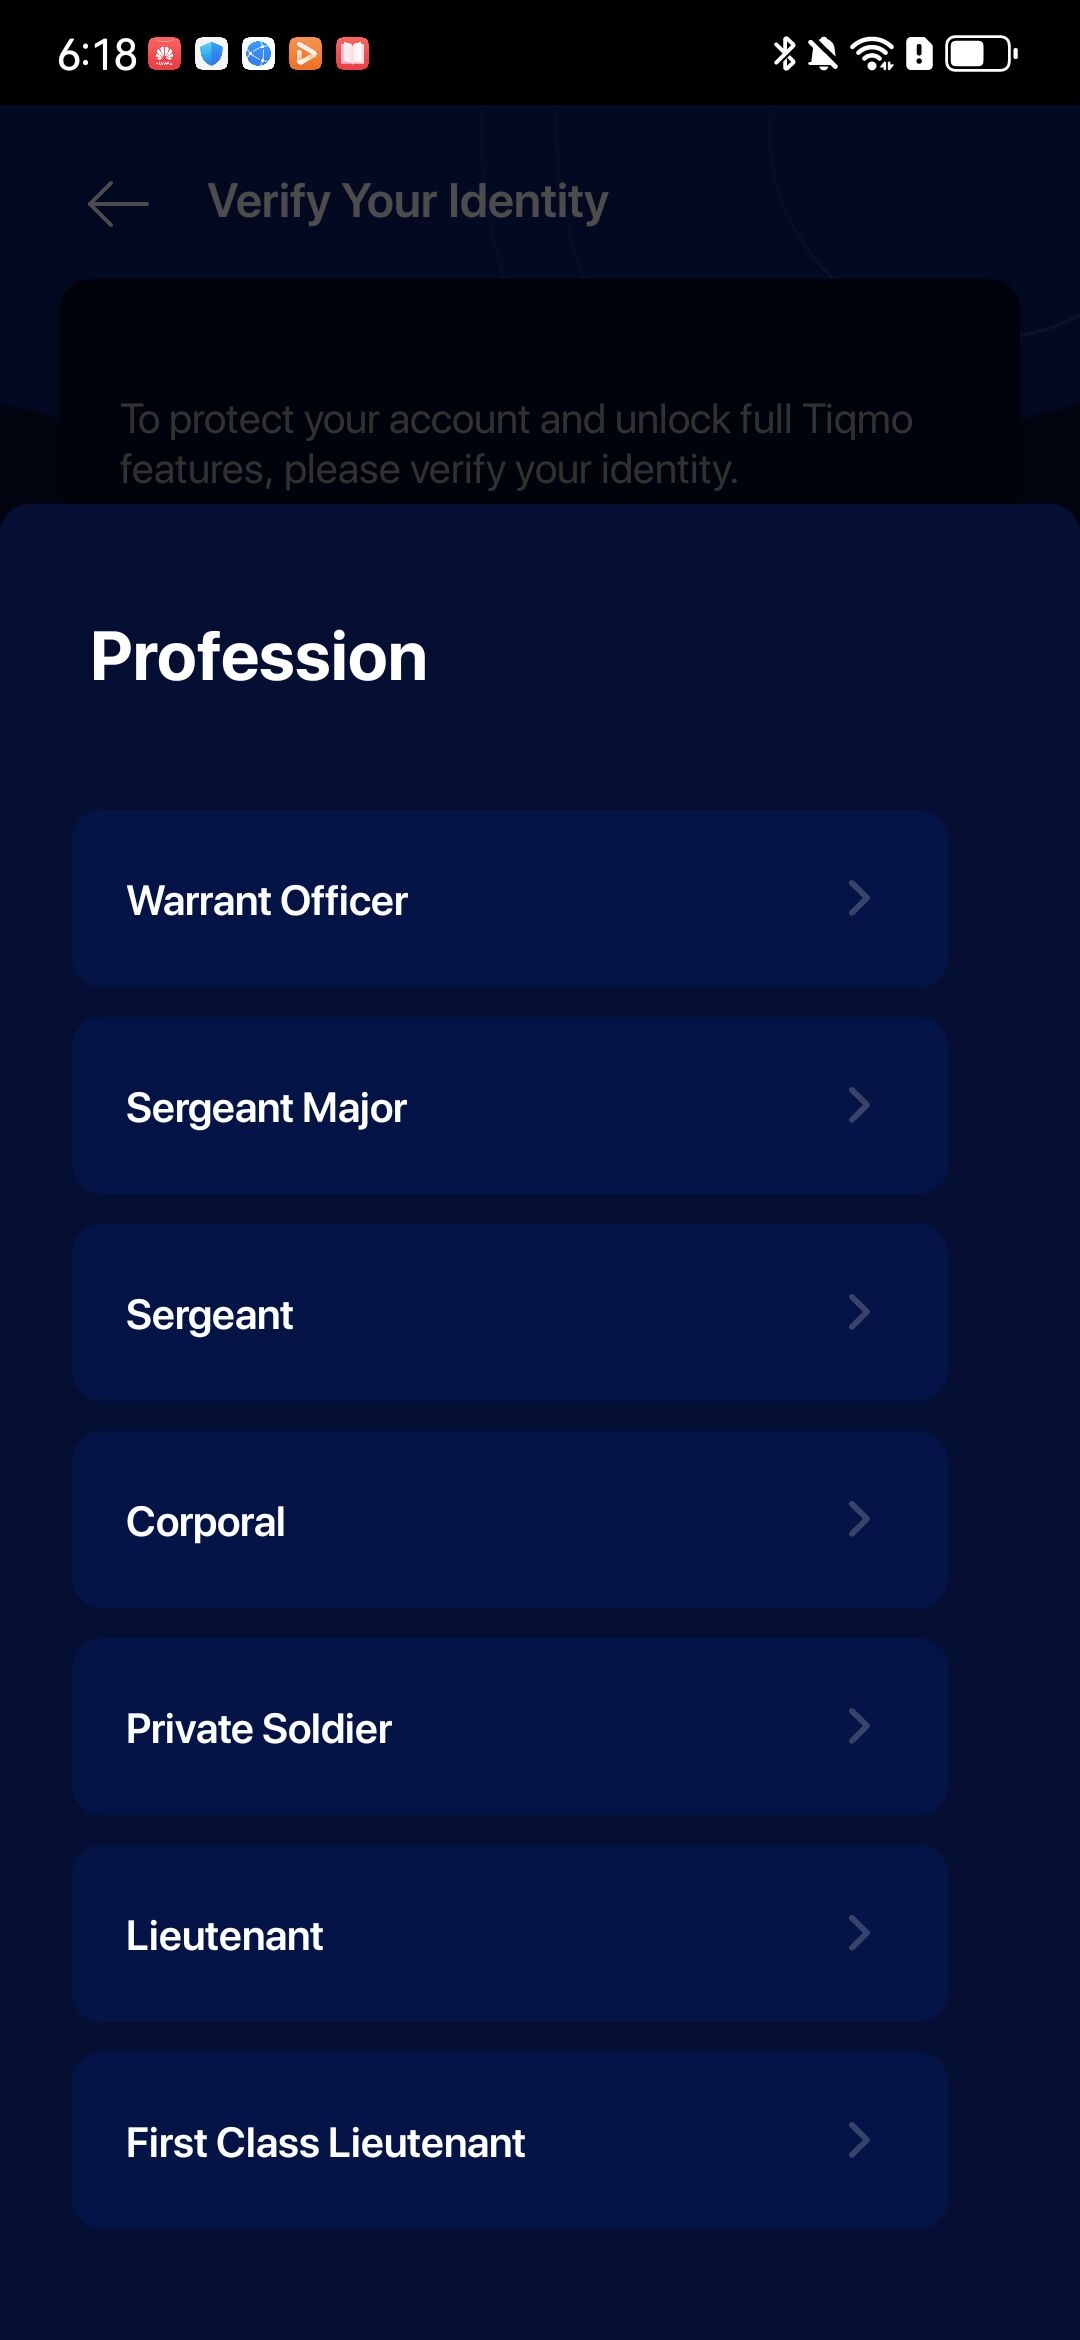 6:18
Verify Your Identity
To protect your account and unlock full Tiqmo
features, please verify your identity.
Profession
Warrant Officer
Sergeant Major
Sergeant
Corporal
Private Soldier
Lieutenant
First Class Lieutenant